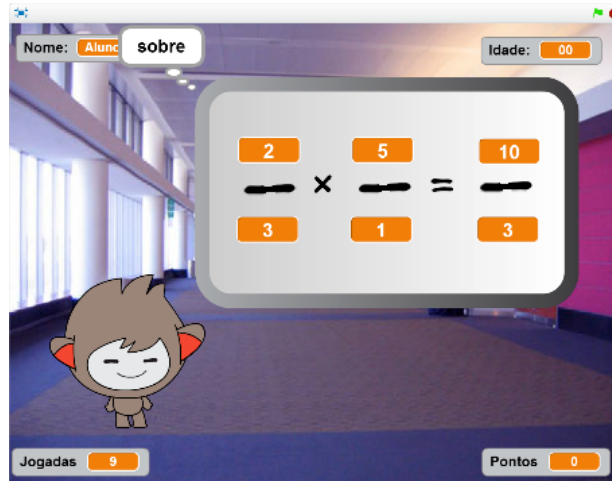 Nome: Aluno
sobre
Idade: 00
2 × 5 = 10
3 1 3
Jogadas 9
Pontos 0